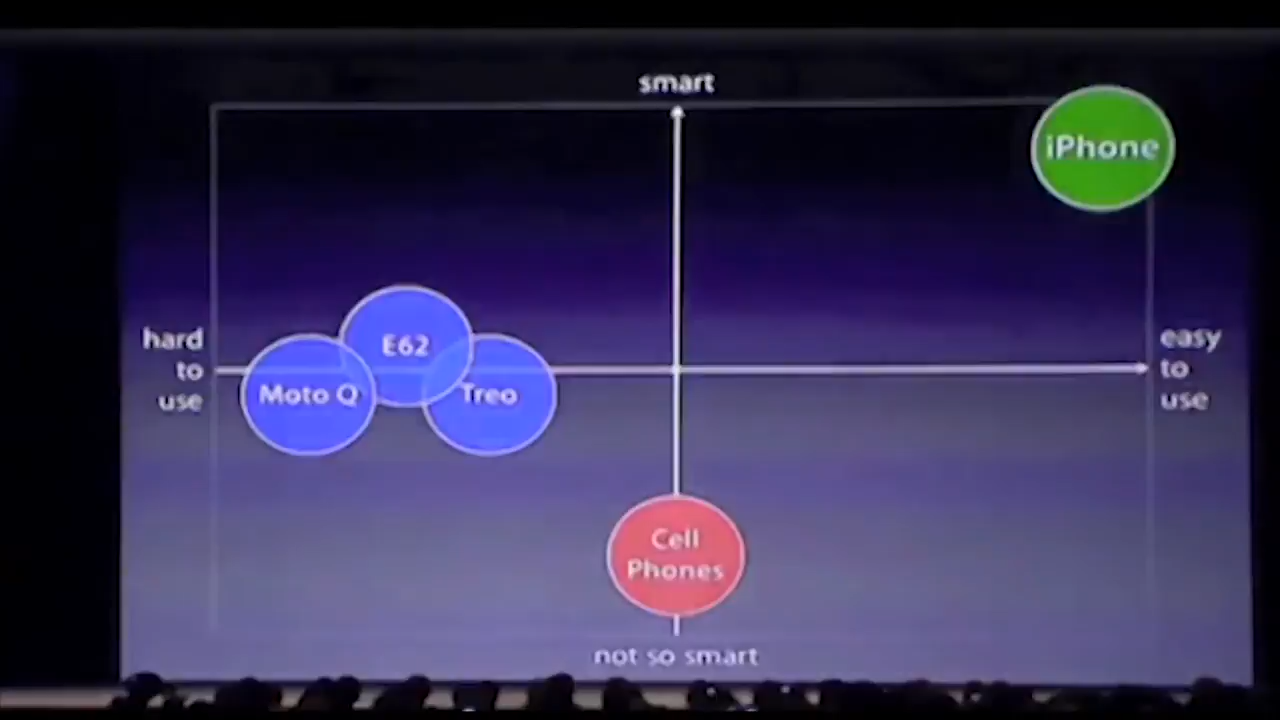 smart
iPhone
hard
to
use
E62
Moto Q
Treo
easy
to
use
Cell
Phones
not so smart